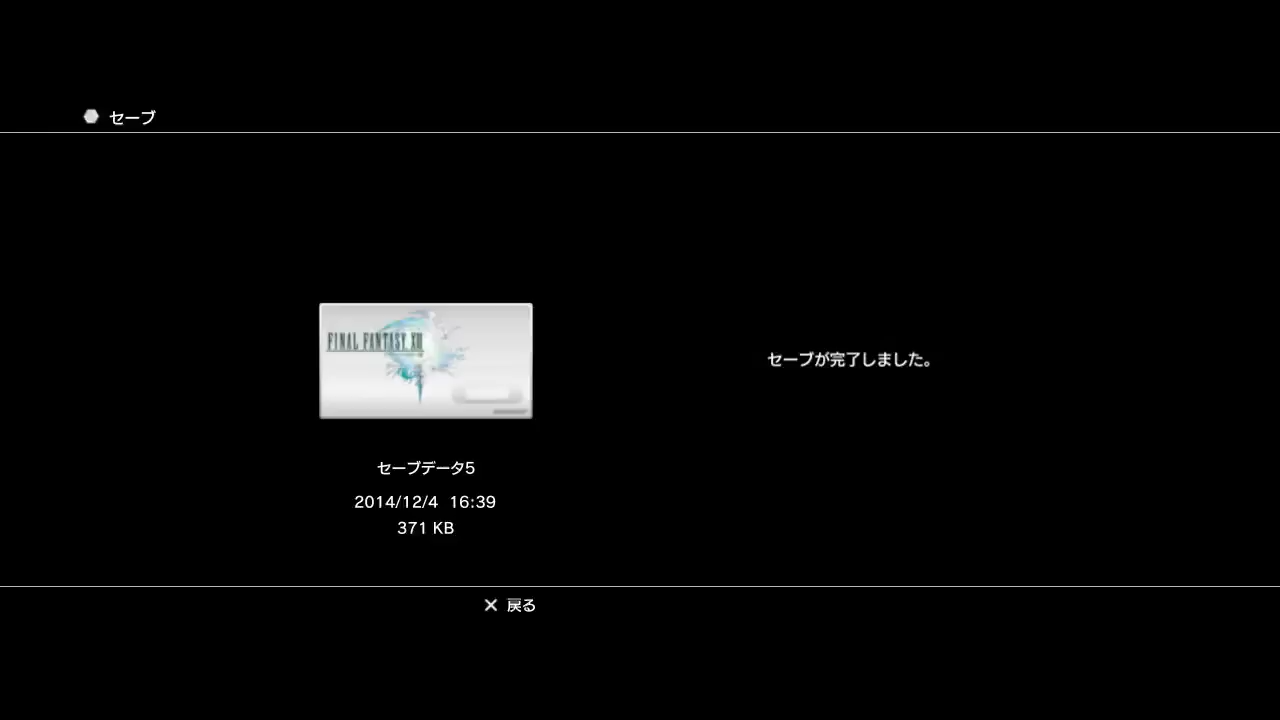 セーブ
FINAL FANTASY XIII
セーブが完了しました。
セーブデータ5
2014/12/4 16:39
371 KB
✕ 戻る